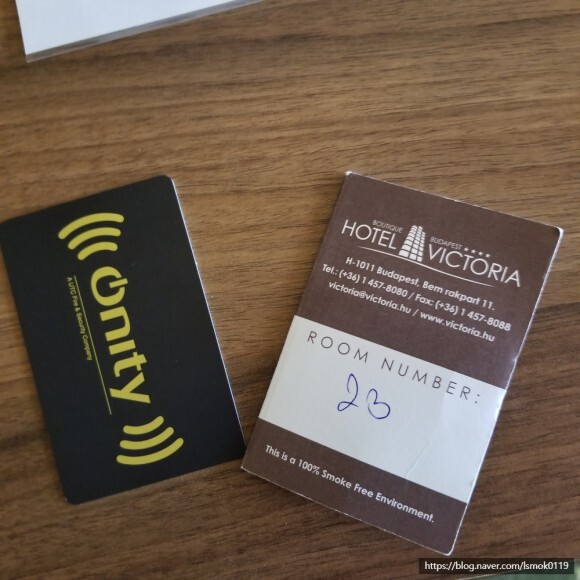 Onity
A UTC Fire & Security Company
BOUTIQUE
HOTEL
BUDAPEST ★★★★
VICTORIA
H-1011 Budapest, Bem rakpart 11.
Tel.: (+36) 1 457-8080 / Fax: (+36) 1 457-8088
victoria@victoria.hu / www.victoria.hu
ROOM NUMBER:
23
This is a 100% Smoke Free Environment.
https://blog.naver.com/lsmok0119